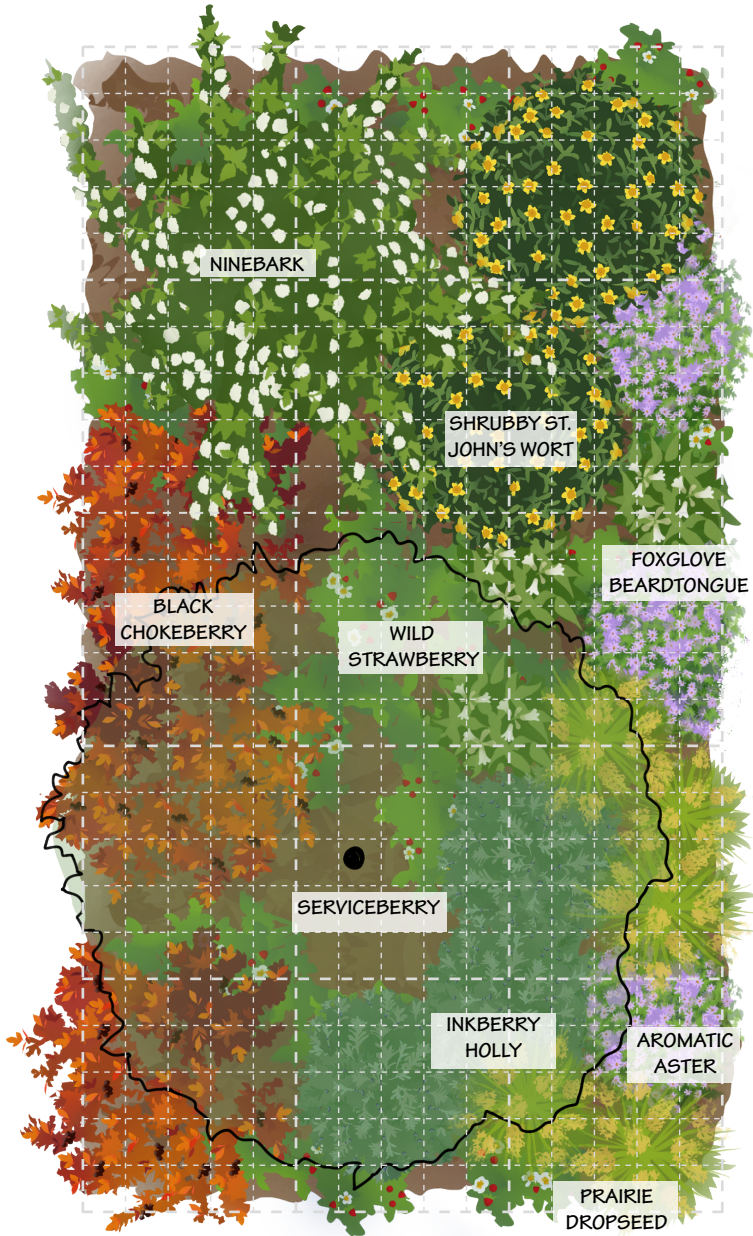 NINEBARK
SHRUBBY ST.
JOHN'S WORT
FOXGLOVE
BEARDTONGUE
BLACK
CHOKEBERRY
WILD
STRAWBERRY
SERVICEBERRY
INKBERRY
HOLLY
AROMATIC
ASTER
PRAIRIE
DROPSEED